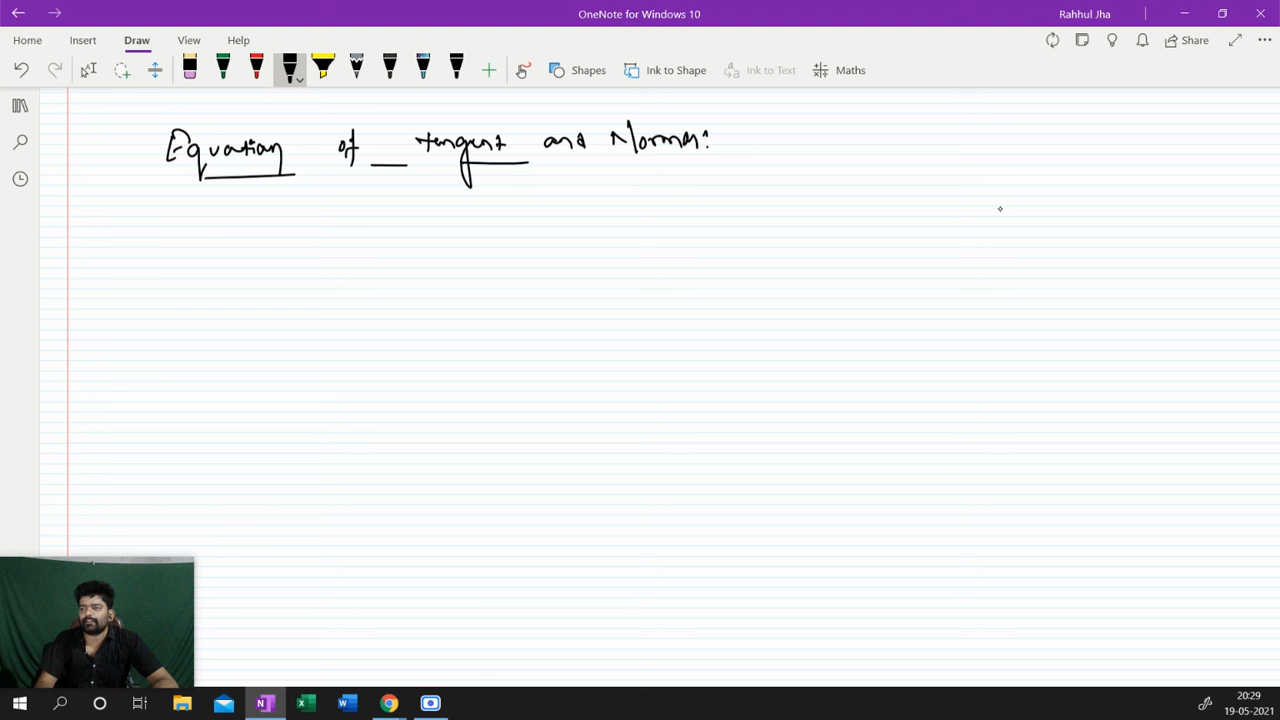 OneNote for Windows 10
Rahhul Jha
Home Insert Draw View Help
Share
Shapes Ink to Shape Ink to Text Maths
Equation of tangent and Normal:
20:29
19-05-2021